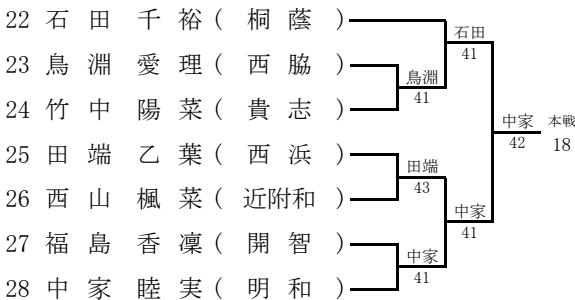 22 石田 千裕 ( 桐蔭 )
23 鳥淵 愛理 ( 西脇 )
24 竹中 陽菜 ( 貴志 )
25 田端 乙葉 ( 西浜 )
26 西山 楓菜 ( 近附和 )
27 福島 香凜 ( 開智 )
28 中家 睦実 ( 明和 )
鳥淵
41
田端
43
中家
41
石田
41
中家
41
中家
42
本戦
18